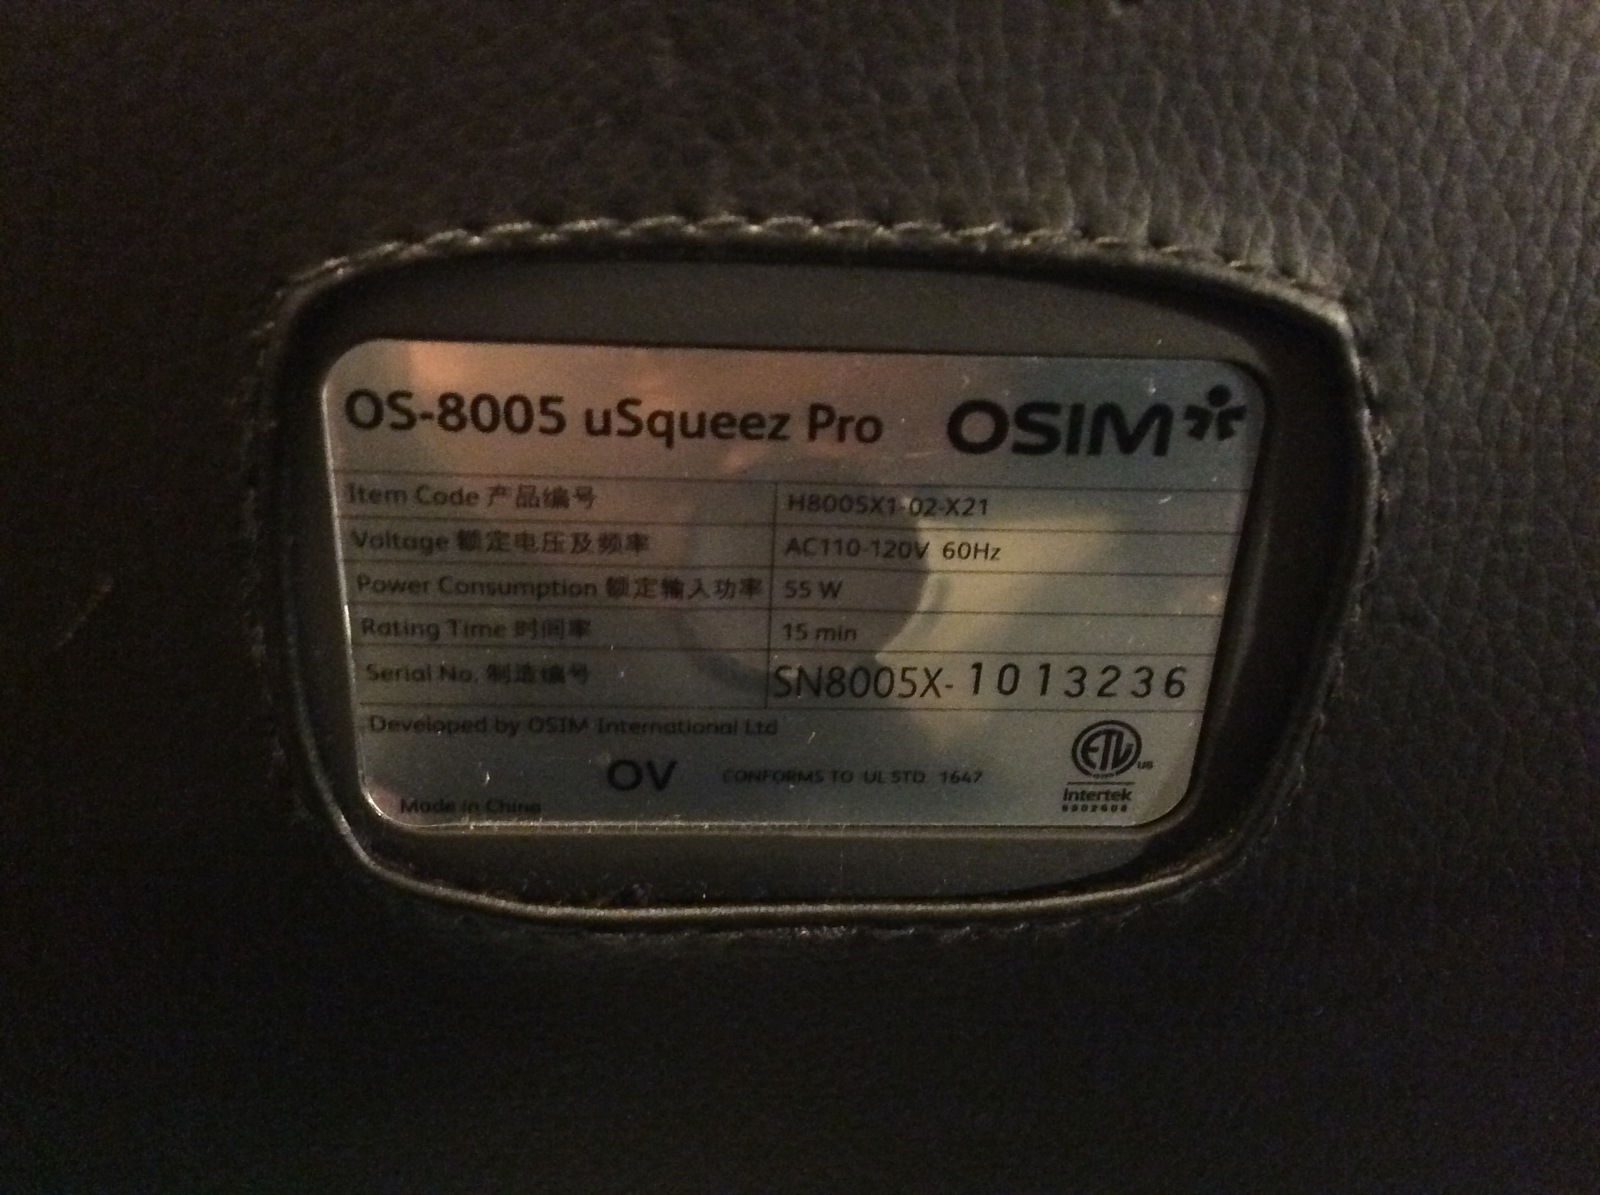 OS-8005 uSqueez Pro OSIM
Item Code 产品编号 H8005X1-02-X21
Voltage 额定电压及频率 AC110-120V 60Hz
Power Consumption 额定输入功率 55 W
Rating Time 时间率 15 min
Serial No. 制造编号 SN8005X-1013236
Developed by OSIM International Ltd
ETL us
OV CONFORMS TO UL STD 1647
Intertek
Made in China